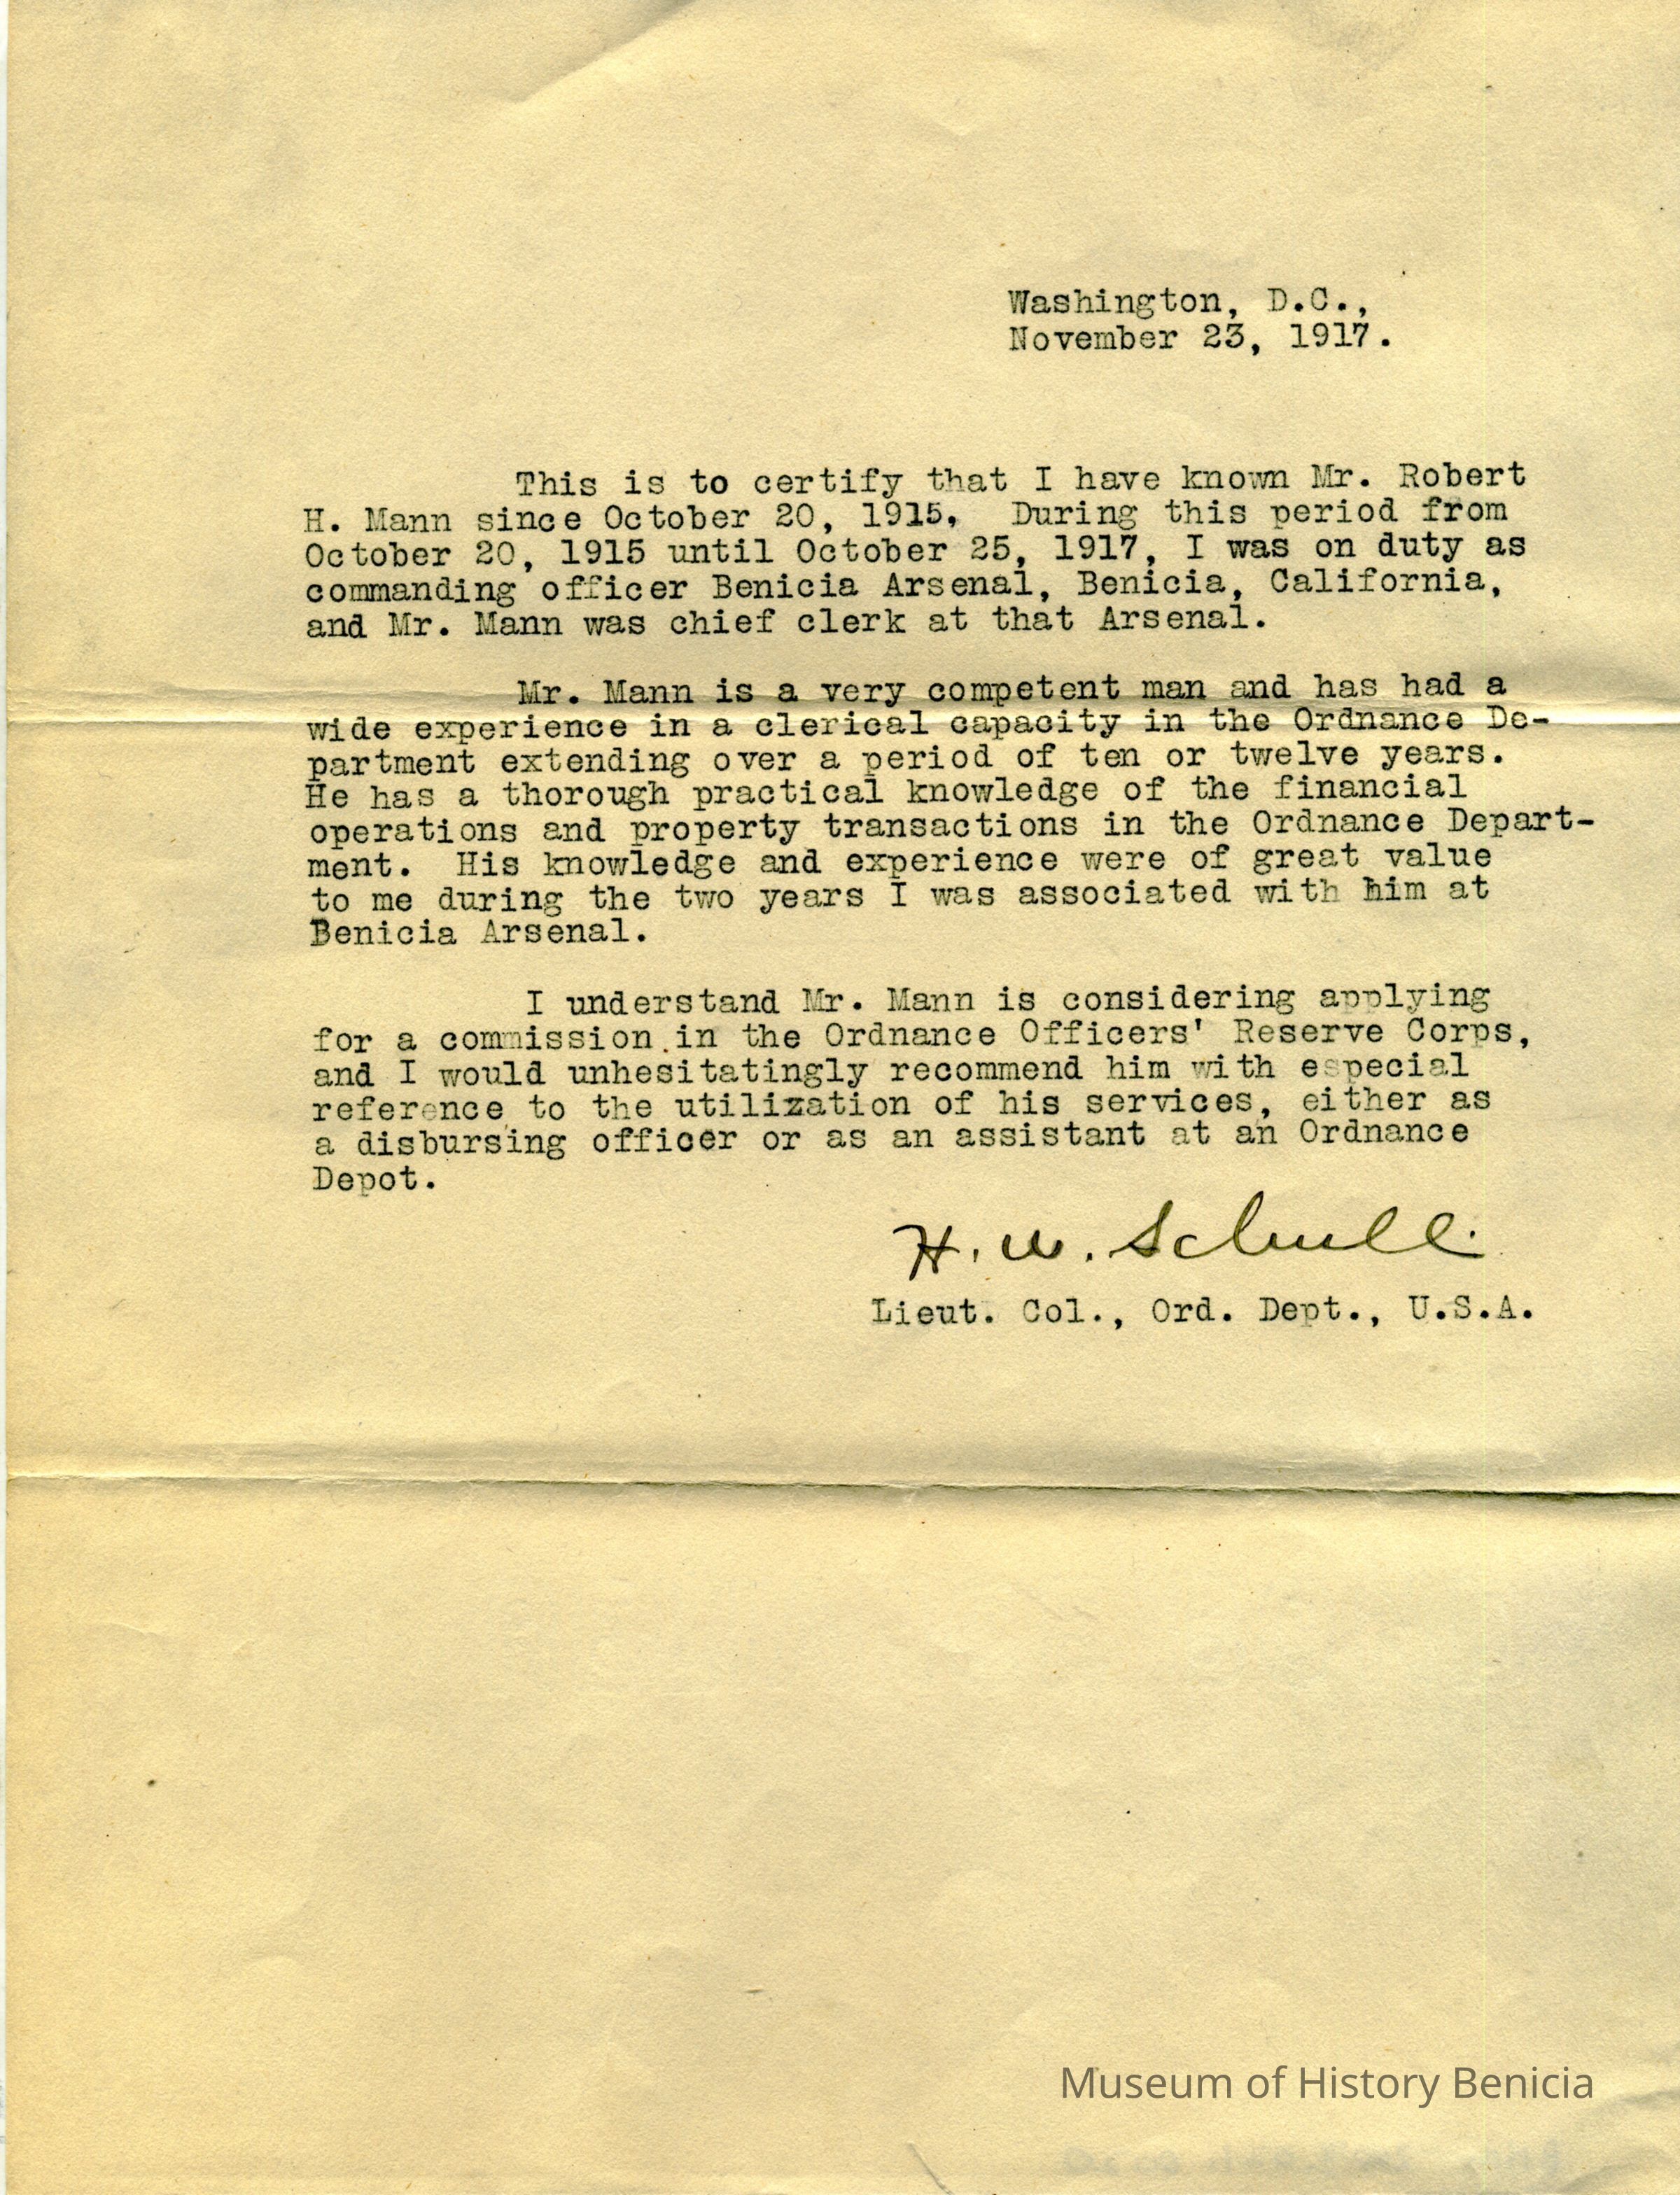 Washington, D.C.,
November 23, 1917.
This is to certify that I have known Mr. Robert
H. Mann since October 20, 1915. During this period from
October 20, 1915 until October 25, 1917, I was on duty as
commanding officer Benicia Arsenal, Benicia, California,
and Mr. Mann was chief clerk at that Arsenal.
Mr. Mann is a very competent man and has had a
wide experience in a clerical capacity in the Ordnance De-
partment extending over a period of ten or twelve years.
He has a thorough practical knowledge of the financial
operations and property transactions in the Ordnance Depart-
ment. His knowledge and experience were of great value
to me during the two years I was associated with him at
Benicia Arsenal.
I understand Mr. Mann is considering applying
for a commission in the Ordnance Officers' Reserve Corps,
and I would unhesitatingly recommend him with especial
reference to the utilization of his services, either as
a disbursing officer or as an assistant at an Ordnance
Depot.
H. W. Schull.
Lieut. Col., Ord. Dept., U.S.A.
Museum of History Benicia